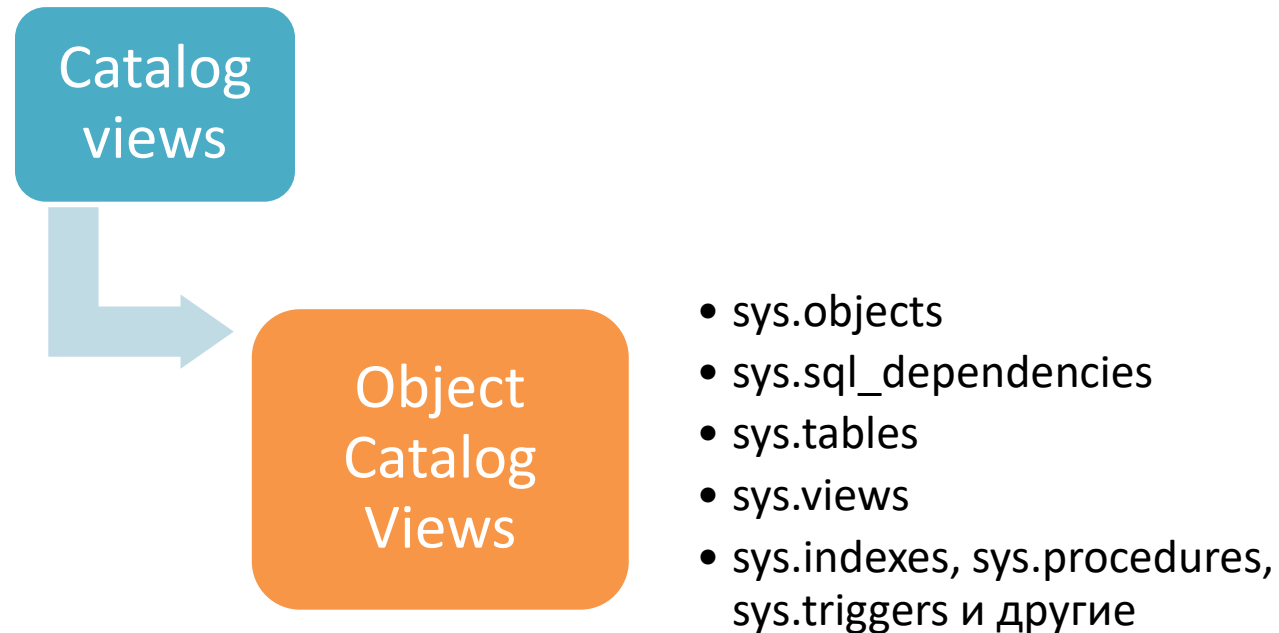 Catalog
views
Object
Catalog
Views
• sys.objects
• sys.sql_dependencies
• sys.tables
• sys.views
• sys.indexes, sys.procedures,
sys.triggers и другие